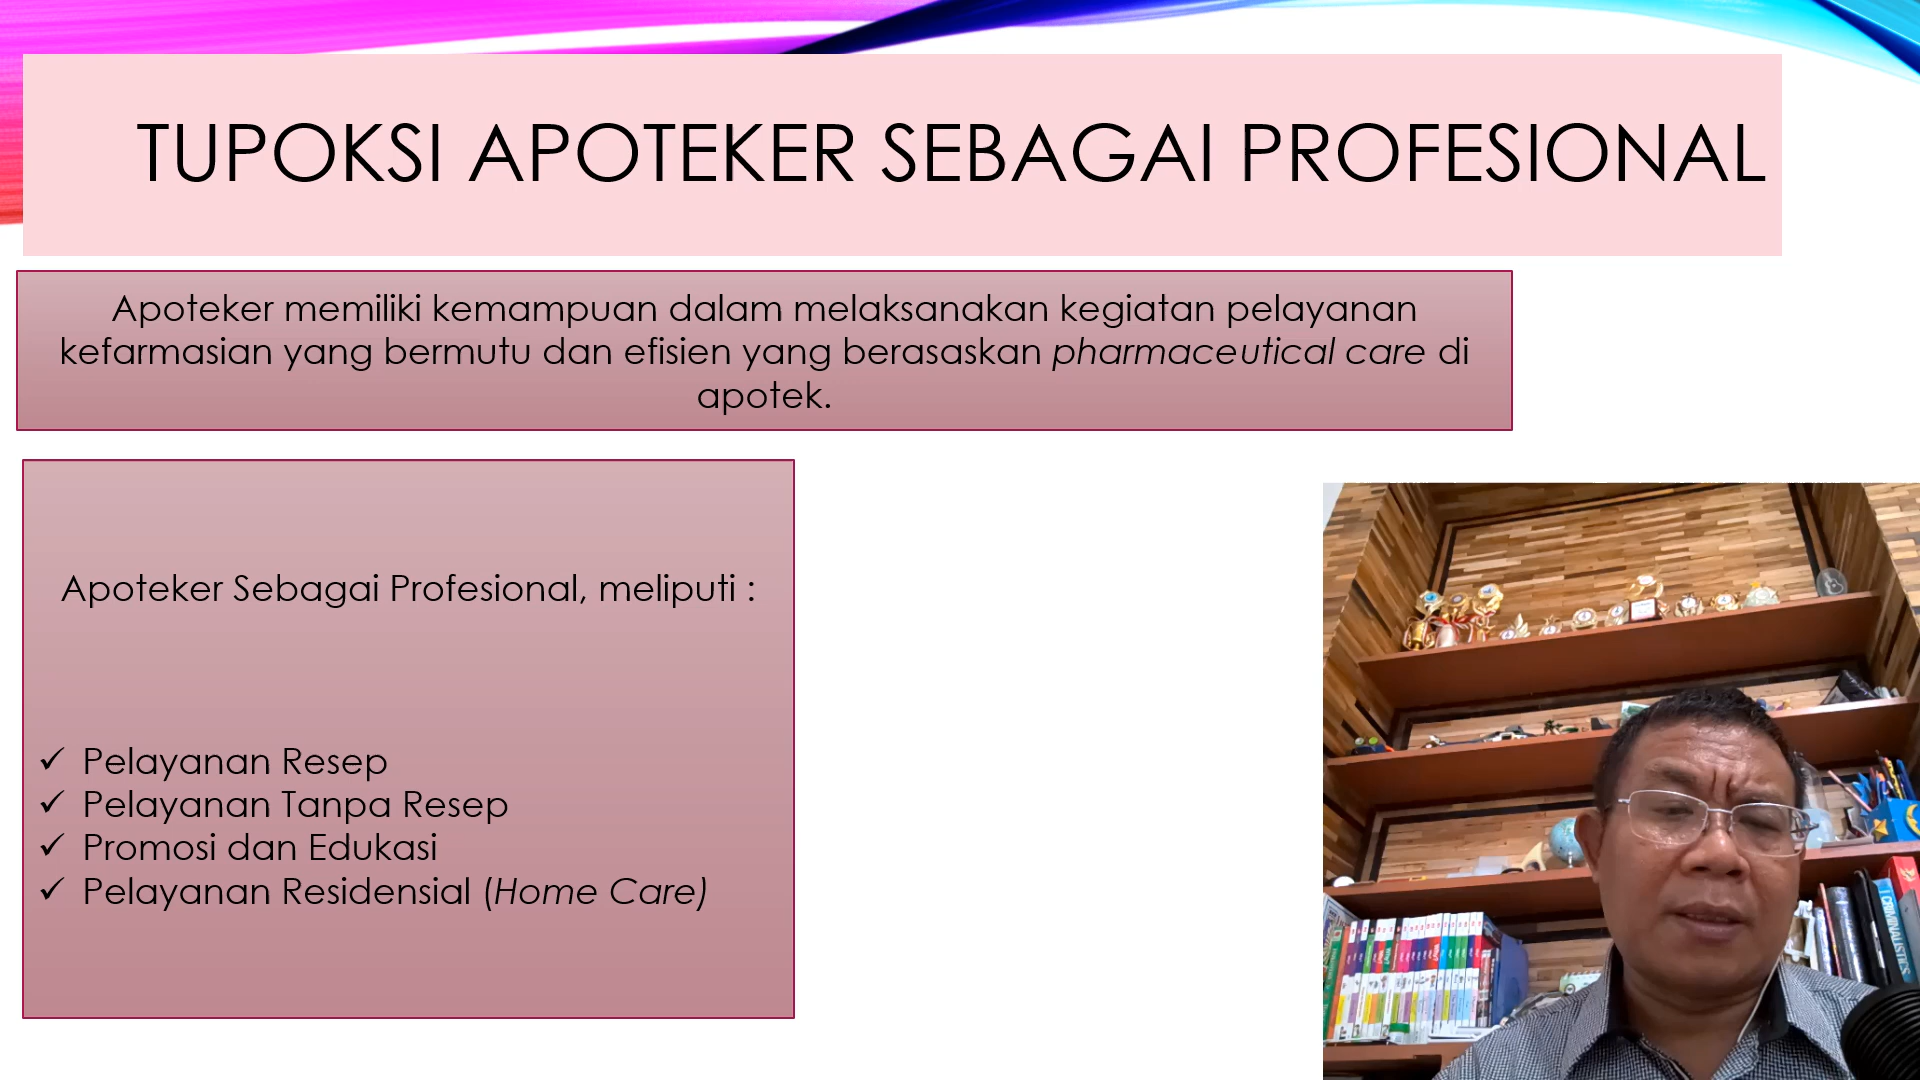 TUPOKSI APOTEKER SEBAGAI PROFESIONAL
Apoteker memiliki kemampuan dalam melaksanakan kegiatan pelayanan
kefarmasian yang bermutu dan efisien yang berasaskan pharmaceutical care di
apotek.
Apoteker Sebagai Profesional, meliputi :
✓ Pelayanan Resep
✓ Pelayanan Tanpa Resep
✓ Promosi dan Edukasi
✓ Pelayanan Residensial (Home Care)
CRIMINALISTICS